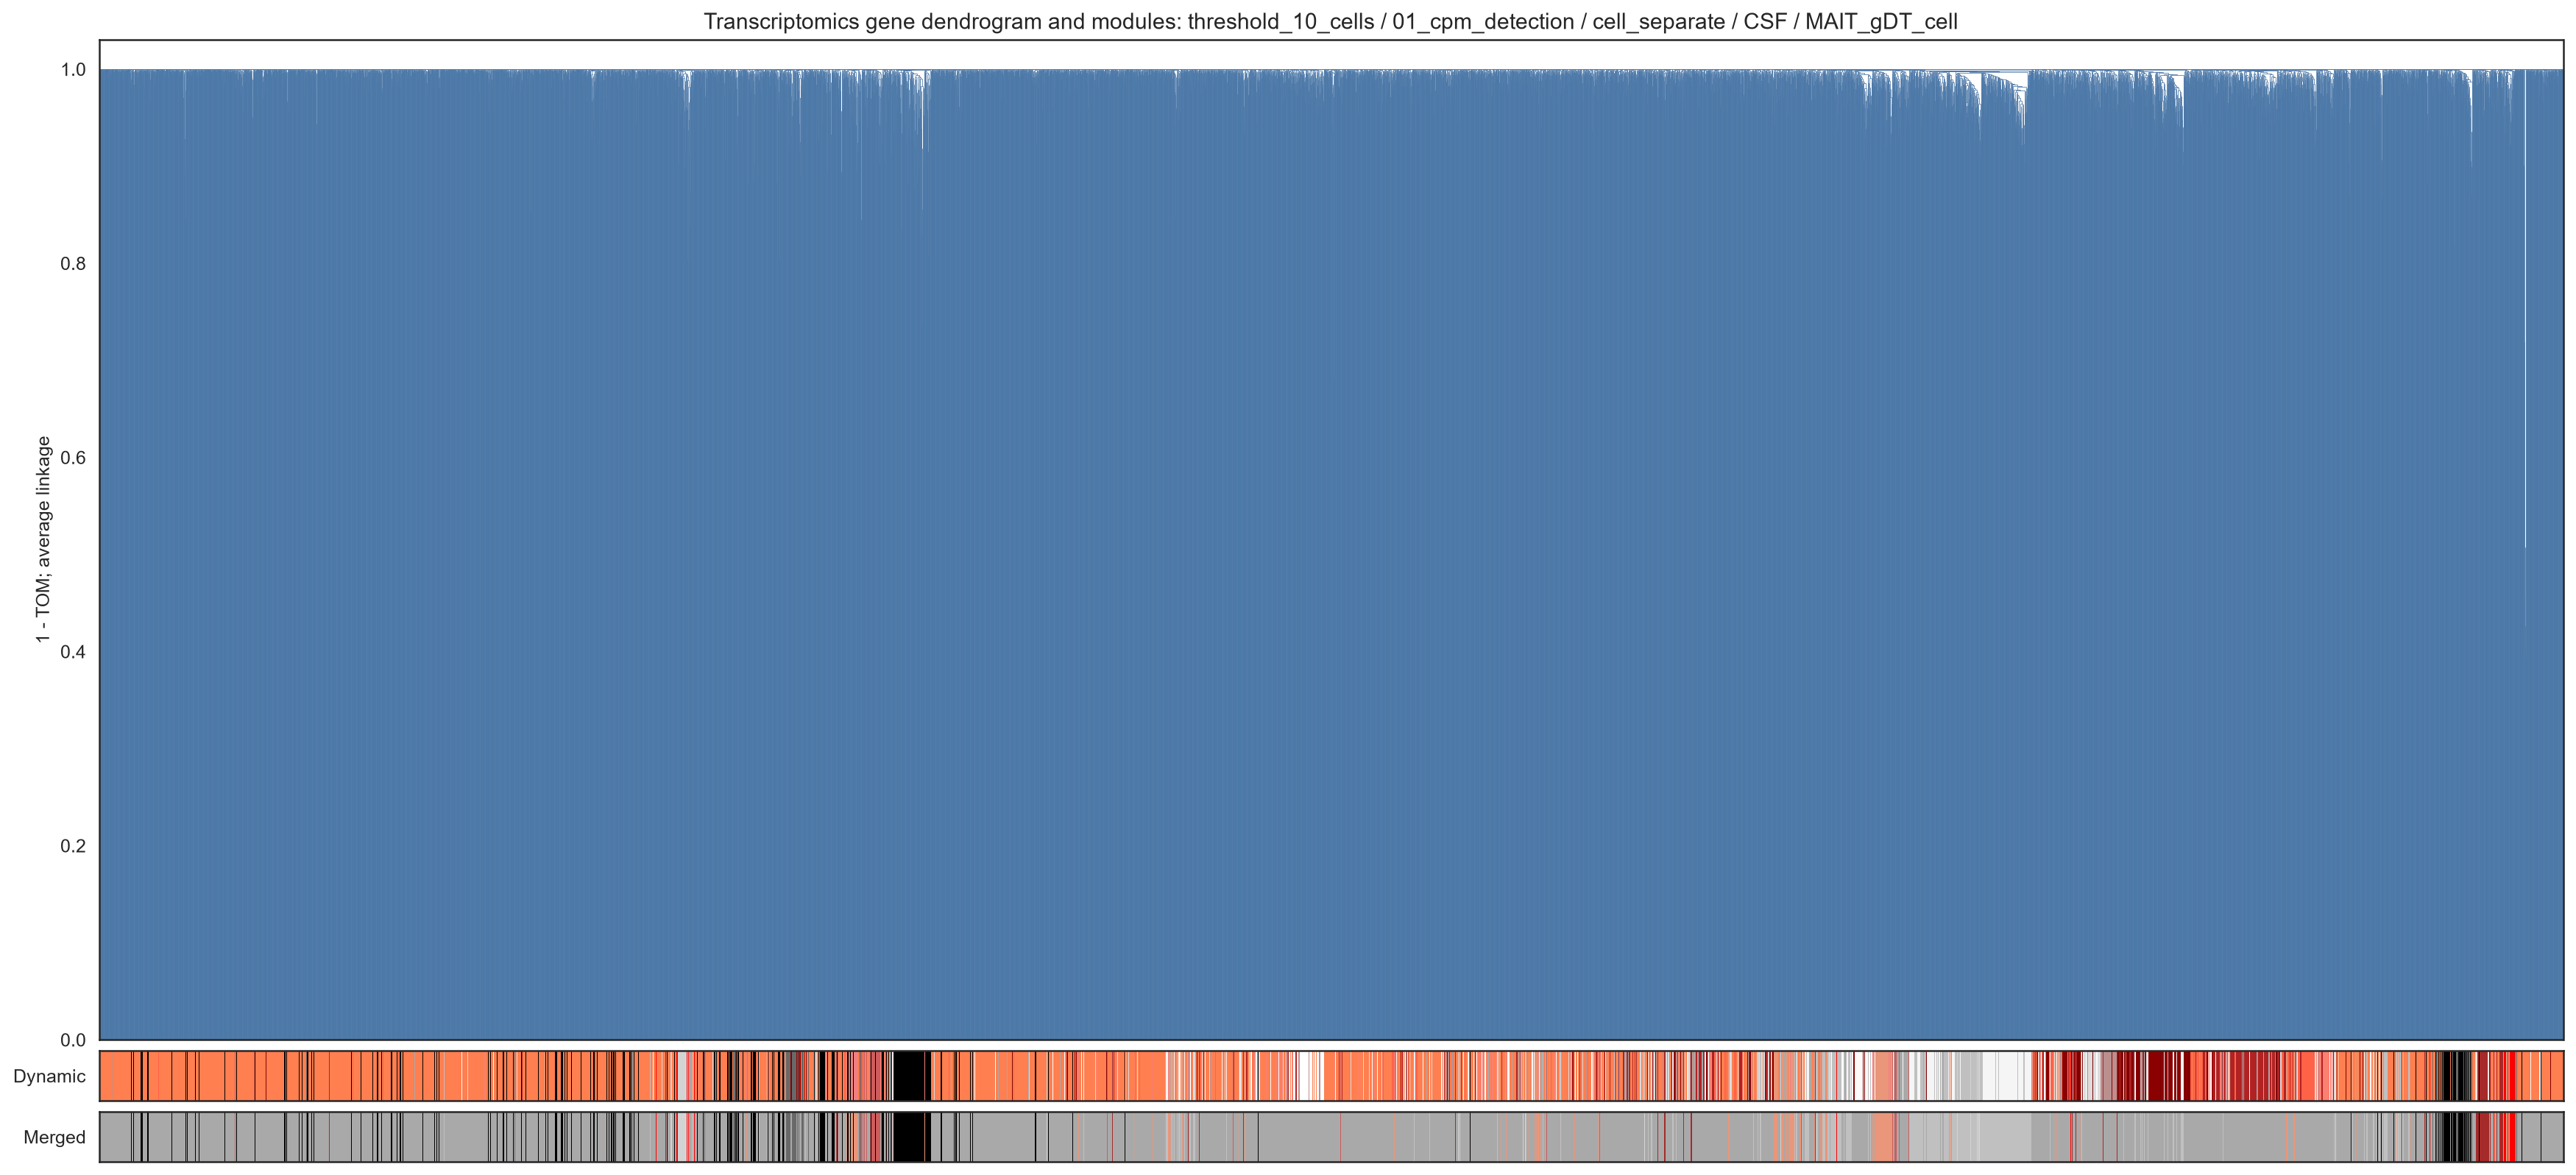 Transcriptomics gene dendrogram and modules: threshold_10_cells / 01_cpm_detection / cell_separate / CSF / MAIT_gDT_cell
1.0
0.8
0.6
0.4
0.2
0.0
1 - TOM; average linkage
Dynamic
Merged